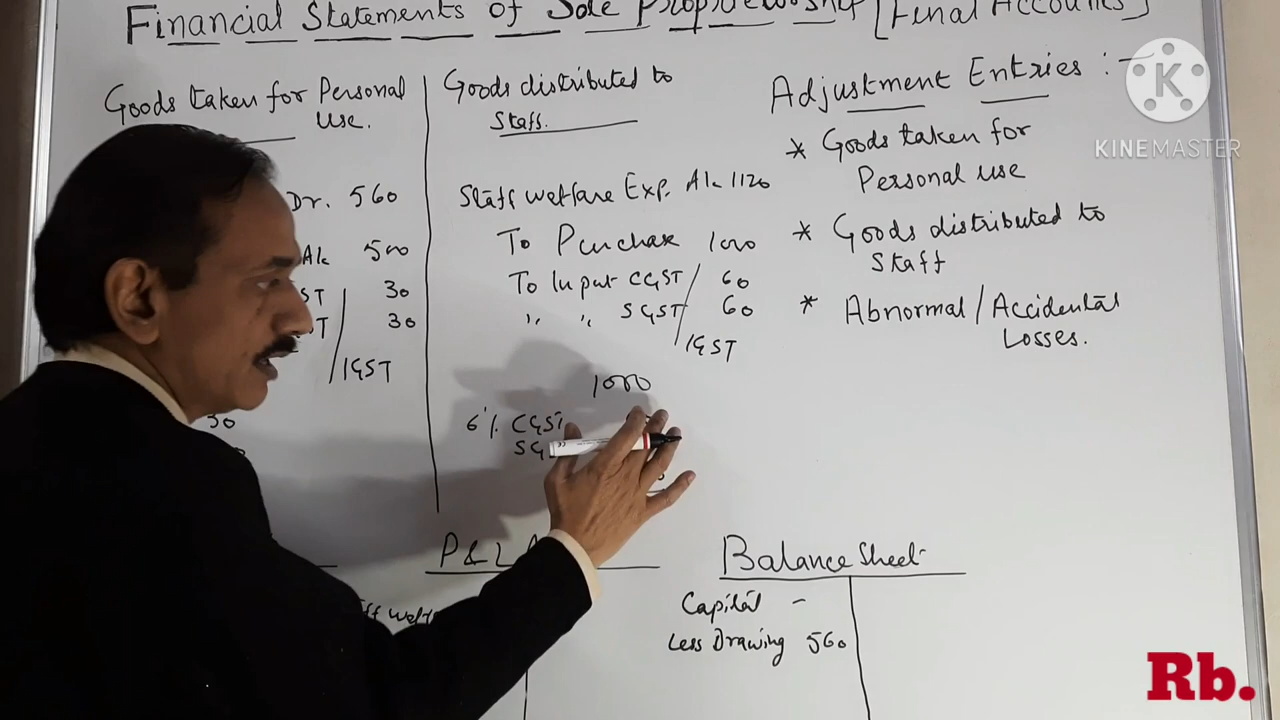 Financial Statements of Sole Proprietorship [Final Accounts]
Goods taken for Personal
Use.
Dr. 560
A/c 500
ST 30
ST 30
/IGST
30
Goods distributed to
Staff.
Staff welfare Exp. A/c 1120
To Purchase 1000
To Input CGST/ 60
" " SGST/ 60
/IGST
1000
6% CGST
SG
P&L A
Adjustment Entries :-
* Goods taken for
Personal use
* Goods distributed to
Staff
* Abnormal / Accidental
Losses.
Balance Sheet
Capital -
Less Drawing 560
K
KINEMASTER
Rb.